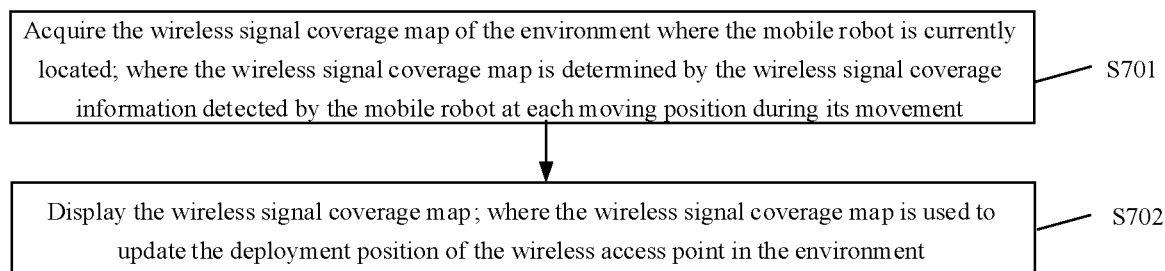 Acquire the wireless signal coverage map of the environment where the mobile robot is currently
located; where the wireless signal coverage map is determined by the wireless signal coverage
information detected by the mobile robot at each moving position during its movement
S701
Display the wireless signal coverage map; where the wireless signal coverage map is used to
update the deployment position of the wireless access point in the environment
S702